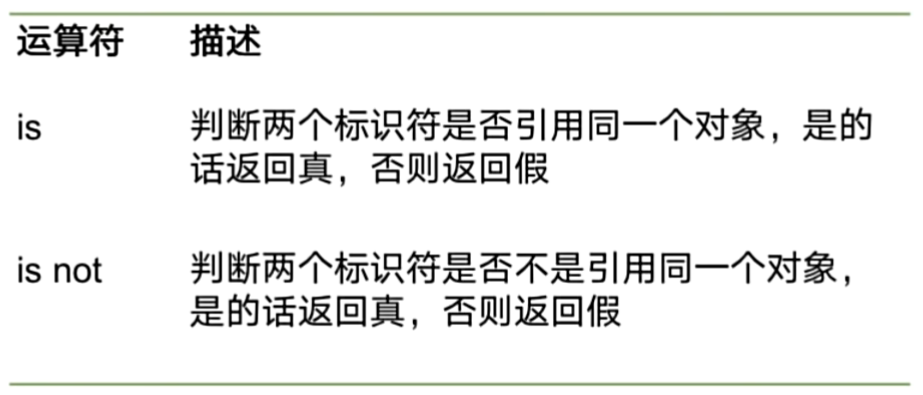 运算符 描述
is 判断两个标识符是否引用同一个对象，是的
话返回真，否则返回假
is not 判断两个标识符是否不是引用同一个对象，
是的话返回真，否则返回假